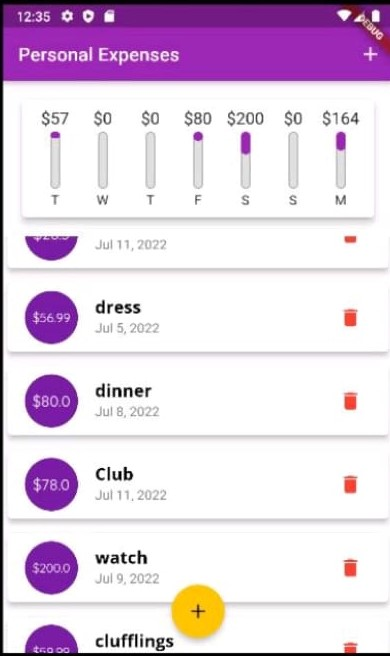 12:35
DEBUG
Personal Expenses
$57 $0 $0 $80 $200 $0 $164
T W T F S S M
Jul 11, 2022
dress
$56.99
Jul 5, 2022
dinner
$80.0
Jul 8, 2022
Club
$78.0
Jul 11, 2022
watch
$200.0
Jul 9, 2022
clufflings